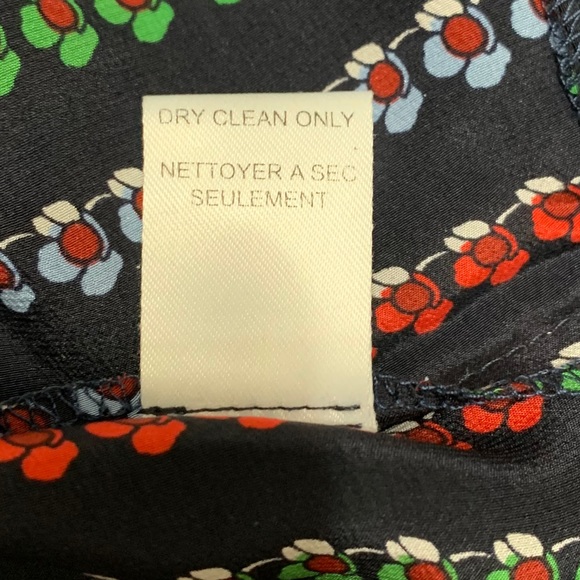 DRY CLEAN ONLY
NETTOYER A SEC
SEULEMENT